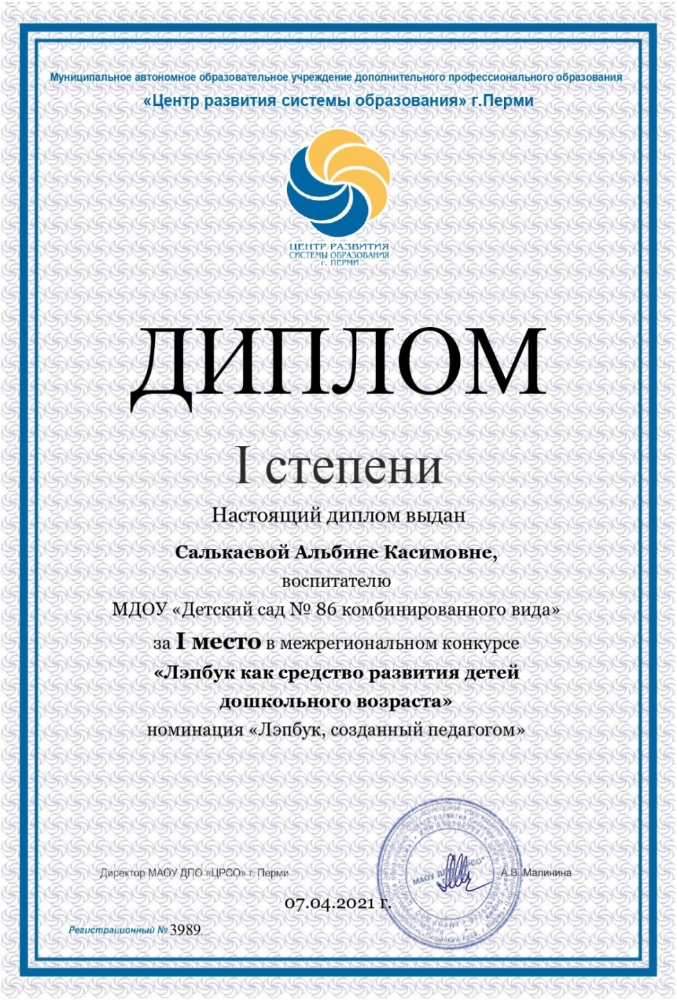 Муниципальное автономное образовательное учреждение дополнительного профессионального образования
«Центр развития системы образования» г.Перми
ЦЕНТР РАЗВИТИЯ
СИСТЕМЫ ОБРАЗОВАНИЯ
г. ПЕРМИ
ДИПЛОМ
I степени
Настоящий диплом выдан
Салькаевой Альбине Касимовне,
воспитателю
МДОУ «Детский сад № 86 комбинированного вида»
за I место в межрегиональном конкурсе
«Лэпбук как средство развития детей
дошкольного возраста»
номинация «Лэпбук, созданный педагогом»
Директор МАОУ ДПО «ЦРСО» г. Перми
А.В. Малинина
МАОУ ДПО "ЦРСО"
07.04.2021 г.
Регистрационный № 3989